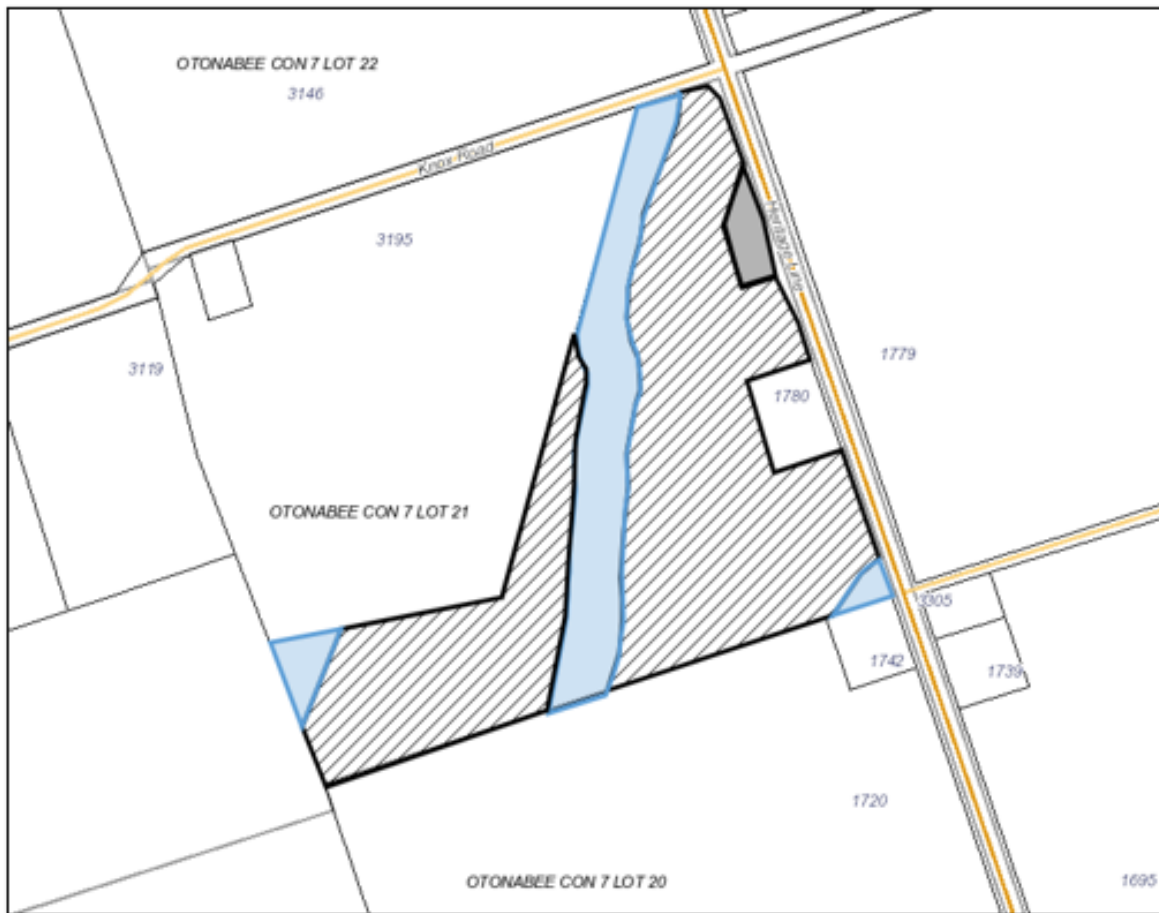 OTONABEE CON 7 LOT 22
3146
Knox Road
3195
Heritage Line
3119
1779
1780
OTONABEE CON 7 LOT 21
3305
1742
1739
1720
OTONABEE CON 7 LOT 20
1695